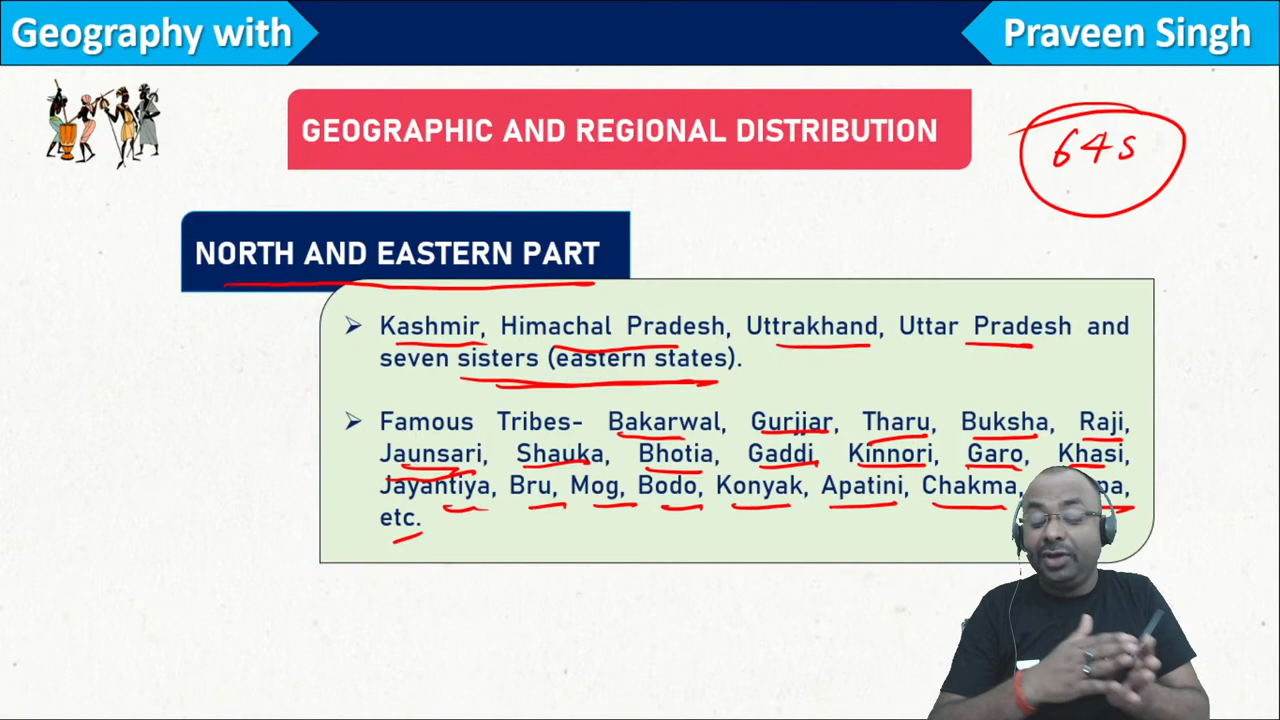 Geography with
Praveen Singh
GEOGRAPHIC AND REGIONAL DISTRIBUTION
645
NORTH AND EASTERN PART
➢ Kashmir, Himachal Pradesh, Uttrakhand, Uttar Pradesh and
seven sisters (eastern states).
➢ Famous Tribes- Bakarwal, Gurjjar, Tharu, Buksha, Raji,
Jaunsari, Shauka, Bhotia, Gaddi, Kinnori, Garo, Khasi,
Jayantiya, Bru, Mog, Bodo, Konyak, Apatini, Chakma,
etc.